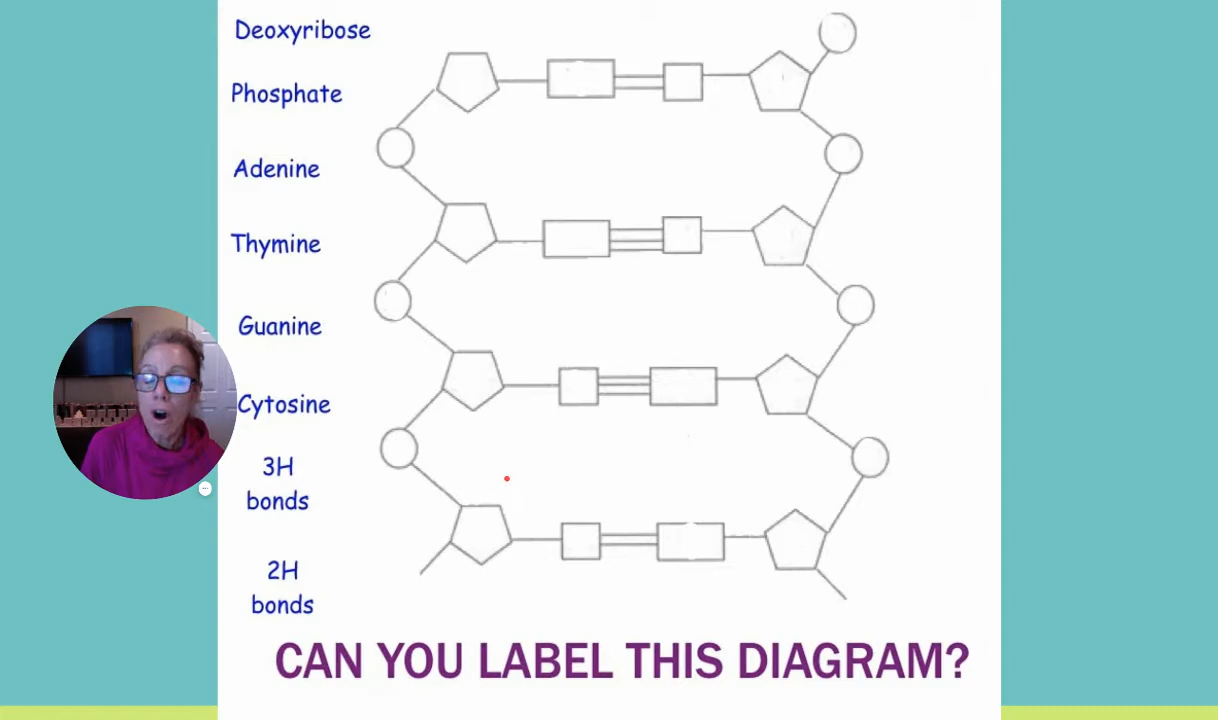 Deoxyribose
Phosphate
Adenine
Thymine
Guanine
Cytosine
3H
bonds
2H
bonds
CAN YOU LABEL THIS DIAGRAM?